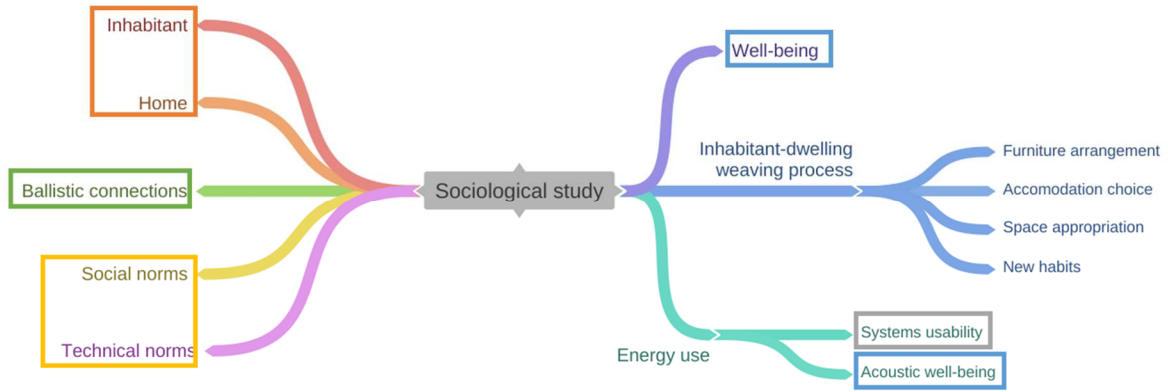 Inhabitant
Home
Ballistic connections
Social norms
Technical norms
Sociological study
Well-being
Inhabitant-dwelling
weaving process
Furniture arrangement
Accomodation choice
Space appropriation
New habits
Energy use
Systems usability
Acoustic well-being